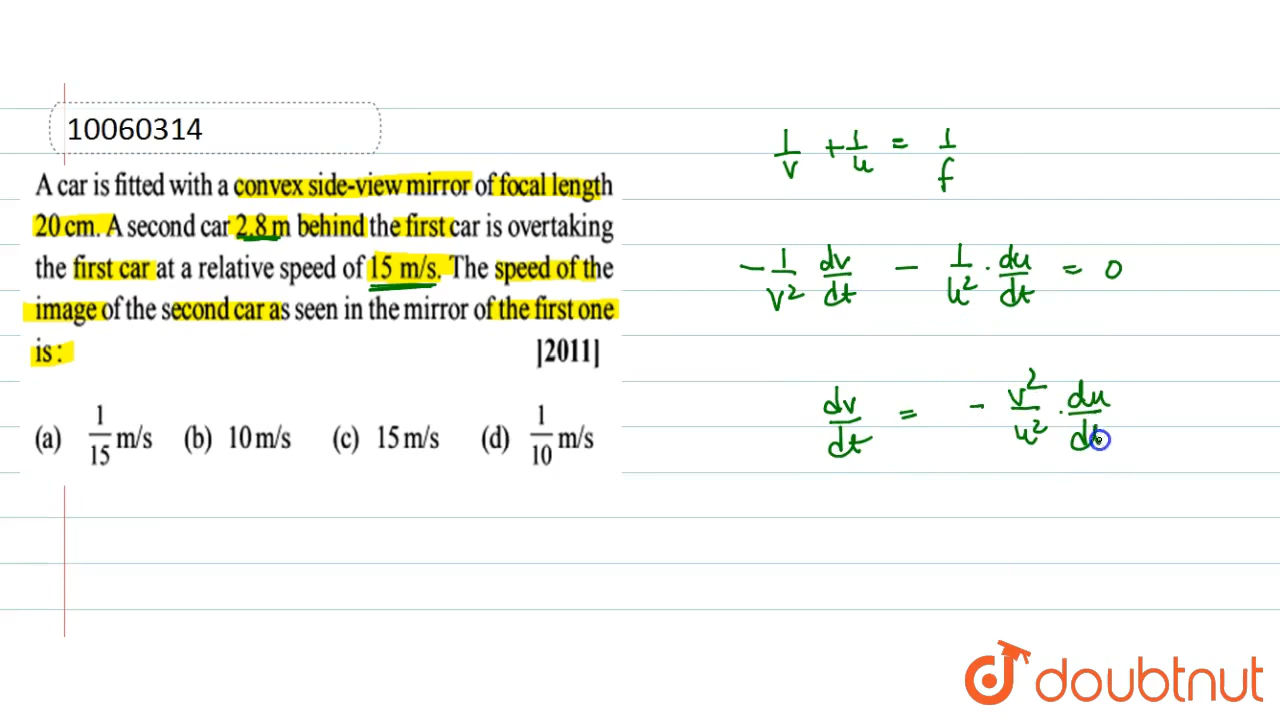 10060314
A car is fitted with a convex side-view mirror of focal length
20 cm. A second car 2.8 m behind the first car is overtaking
the first car at a relative speed of 15 m/s. The speed of the
image of the second car as seen in the mirror of the first one
is : [2011]
(a) 1/15 m/s (b) 10 m/s (c) 15 m/s (d) 1/10 m/s
1/v + 1/u = 1/f
- 1/v² dv/dt - 1/u² · du/dt = 0
dv/dt = - v²/u² · du/dt
doubtnut